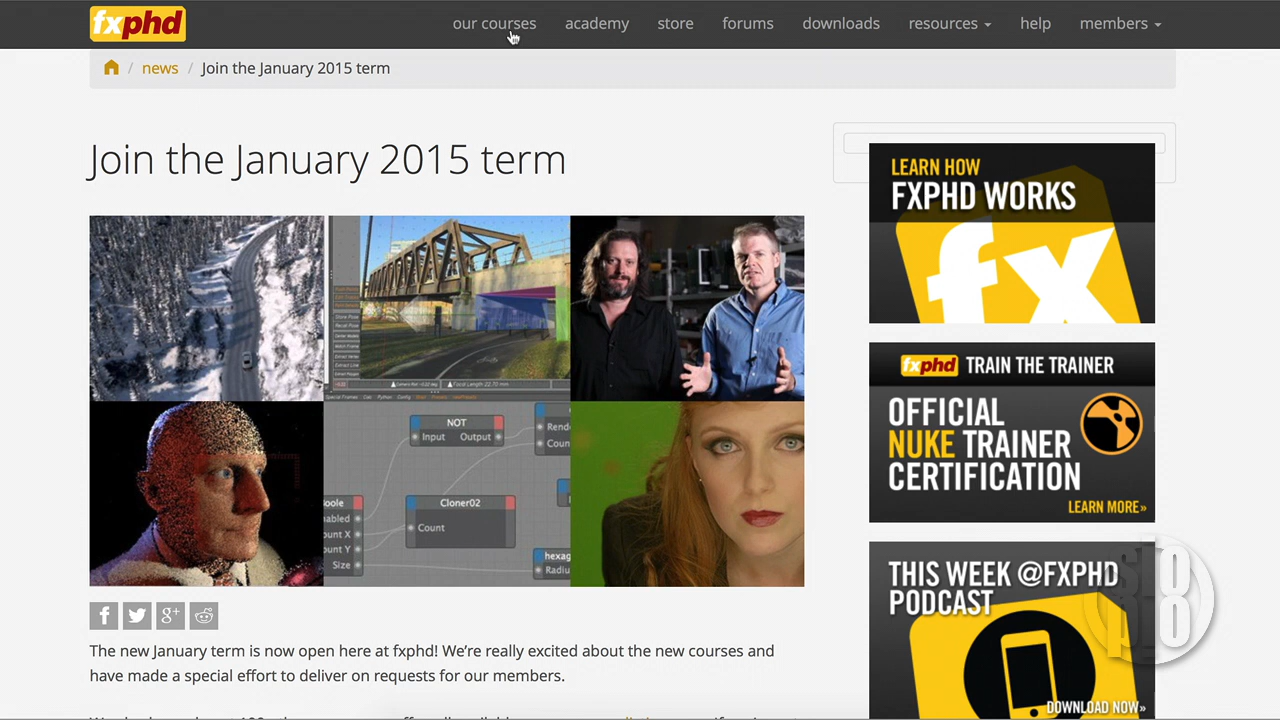 fxphd
our courses academy store forums downloads resources help members
/ news / Join the January 2015 term
Join the January 2015 term
LEARN HOW
FXPHD WORKS
fx
fxphd TRAIN THE TRAINER
OFFICIAL
NUKE TRAINER
CERTIFICATION
LEARN MORE»
NOT
Input Output
Cloner02
Count
Size
THIS WEEK @FXPHD
PODCAST
DOWNLOAD NOW»
The new January term is now open here at fxphd! We’re really excited about the new courses and
have made a special effort to deliver on requests for our members.